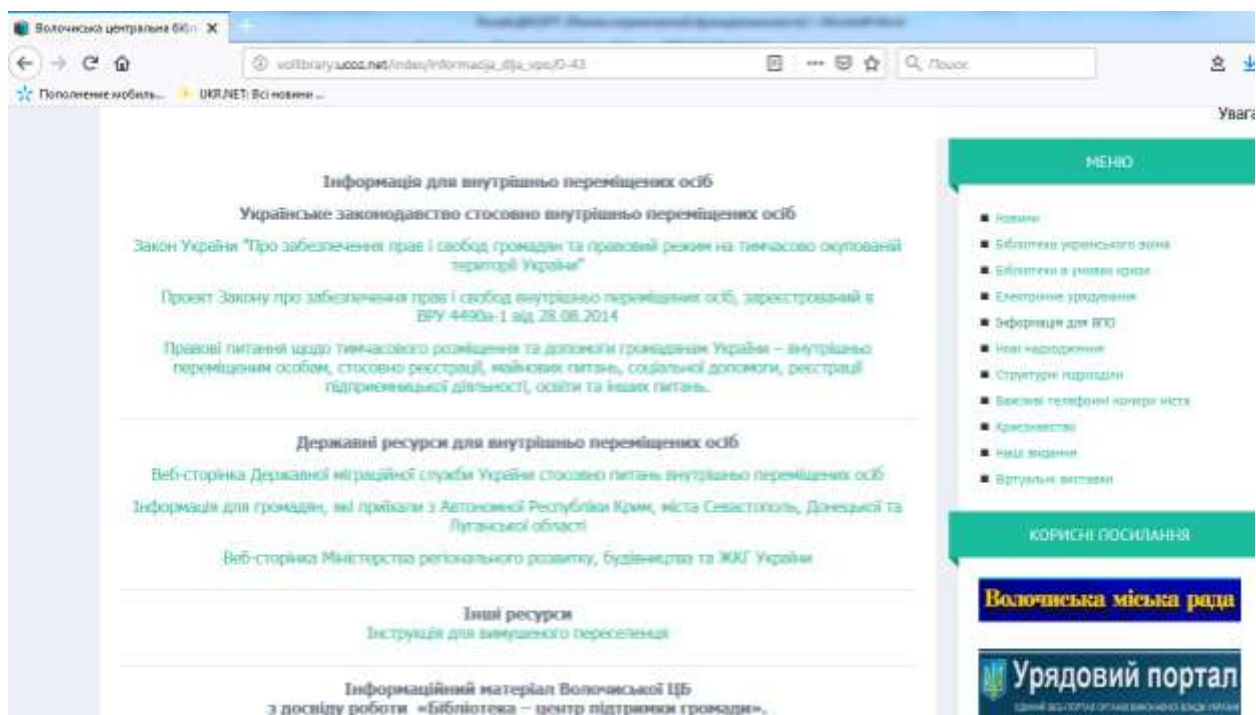 Волочиська центральна біблі
vollibrary.ucoz.net/index/informacija_dlja_vpo/0-43
Поиск
Пополнение мобиль...
UKR.NET: Всі новини ...
Увага
Інформація для внутрішньо переміщених осіб
Українське законодавство стосовно внутрішньо переміщених осіб
Закон України "Про забезпечення прав і свобод громадян та правовий режим на тимчасово окупованій
території України"
Проект Закону про забезпечення прав і свобод внутрішньо переміщених осіб, зареєстрований в
ВРУ 4490а-1 від 28.08.2014
Правові питання щодо тимчасового розміщення та допомоги громадянам України – внутрішньо
переміщеним особам, стосовно реєстрації, майнових питань, соціальної допомоги, реєстрації
підприємницької діяльності, освіти та інших питань.
Державні ресурси для внутрішньо переміщених осіб
Веб-сторінка Державної міграційної служби України стосовно питань внутрішньо переміщених осіб
Інформація для громадян, які приїхали з Автономної Республіки Крим, міста Севастополь, Донецької та
Луганської області
Веб-сторінка Міністерства регіонального розвитку, будівництва та ЖКГ України
Інші ресурси
Інструкція для вимушеного переселенця
Інформаційний матеріал Волочиської ЦБ
з досвіду роботи «Бібліотека – центр підтримки громади».
МЕНЮ
Новини
Бібліотека українського воїна
Бібліотека в умовах кризи
Електронне урядування
Інформація для ВПО
Нові надходження
Структурні підрозділи
Важливі телефонні номери міста
Краєзнавство
Наші видання
Віртуальні виставки
КОРИСНІ ПОСИЛАННЯ
Волочиська міська рада
Урядовий портал